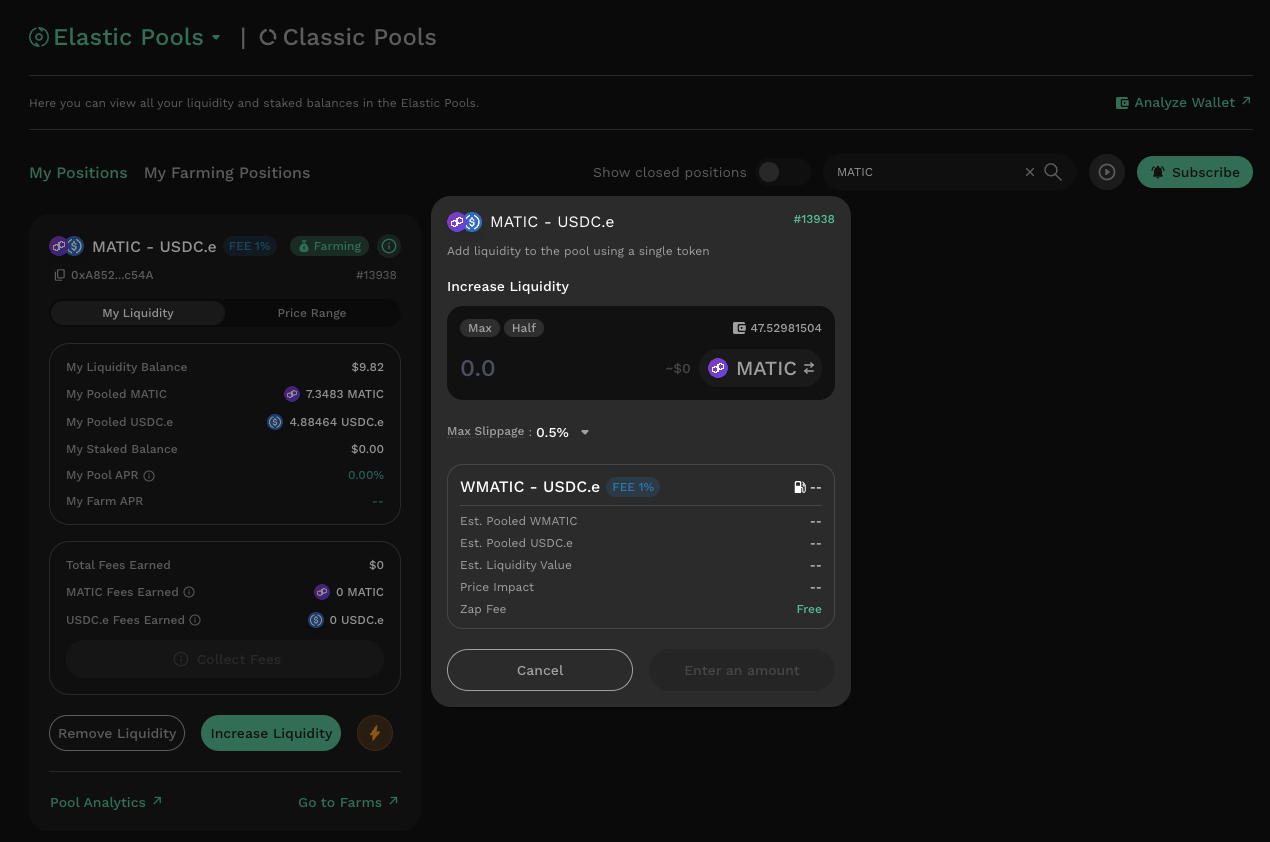 Elastic Pools | Classic Pools
Here you can view all your liquidity and staked balances in the Elastic Pools.
Analyze Wallet
My Positions
My Farming Positions
Show closed positions
MATIC
Subscribe
MATIC - USDC.e FEE 1% Farming
0xA852...c54A #13938
My Liquidity Price Range
My Liquidity Balance $9.82
My Pooled MATIC 7.3483 MATIC
My Pooled USDC.e 4.88464 USDC.e
My Staked Balance $0.00
My Pool APR 0.00%
My Farm APR --
Total Fees Earned $0
MATIC Fees Earned 0 MATIC
USDC.e Fees Earned 0 USDC.e
Collect Fees
Remove Liquidity Increase Liquidity
Pool Analytics Go to Farms
MATIC - USDC.e #13938
Add liquidity to the pool using a single token
Increase Liquidity
Max Half 47.52981504
0.0 ~$0 MATIC
Max Slippage : 0.5%
WMATIC - USDC.e FEE 1% --
Est. Pooled WMATIC --
Est. Pooled USDC.e --
Est. Liquidity Value --
Price Impact --
Zap Fee Free
Cancel Enter an amount